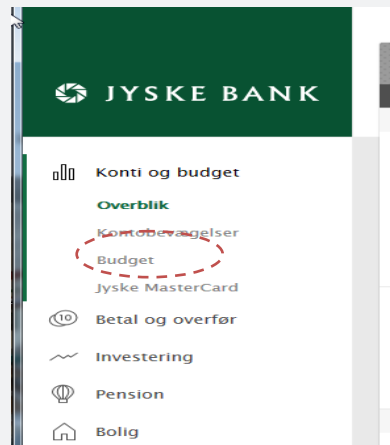 JYSKE BANK
Konti og budget
Overblik
Kontobevægelser
Budget
Jyske MasterCard
10
Betal og overfør
Investering
Pension
Bolig